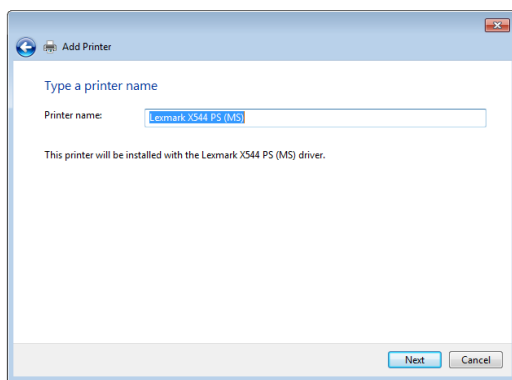 Add Printer
Type a printer name
Printer name: Lexmark X544 PS (MS)
This printer will be installed with the Lexmark X544 PS (MS) driver.
Next Cancel